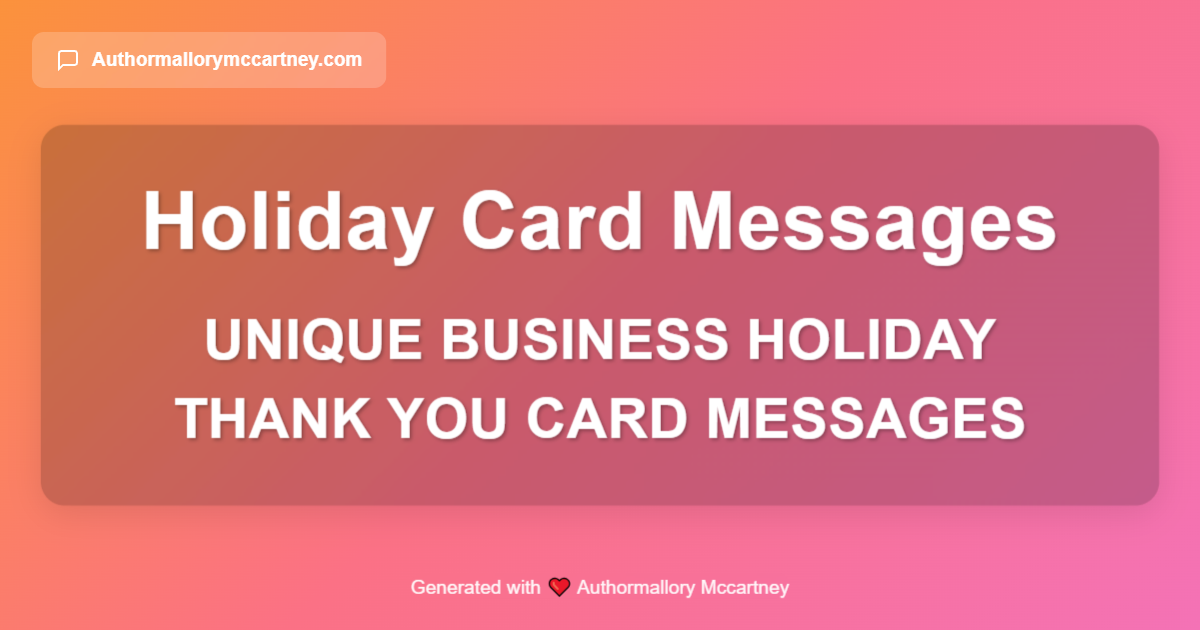 Authormallorymccartney.com
Holiday Card Messages
UNIQUE BUSINESS HOLIDAY
THANK YOU CARD MESSAGES
Generated with ❤️ Authormallory Mccartney